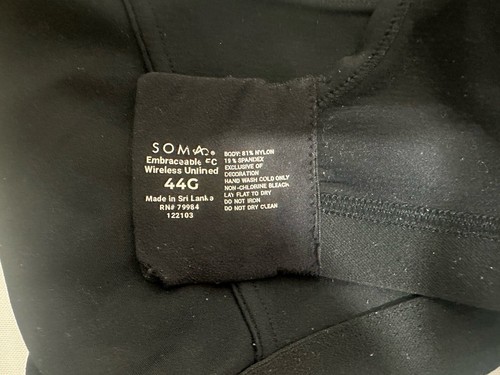 SOMA®
Embraceable FC
Wireless Unlined
44G
Made in Sri Lanka
RN# 79984
122103
BODY: 81% NYLON
19% SPANDEX
EXCLUSIVE OF
DECORATION
HAND WASH COLD ONLY
NON-CHLORINE BLEACH
LAY FLAT TO DRY
DO NOT IRON
DO NOT DRY CLEAN